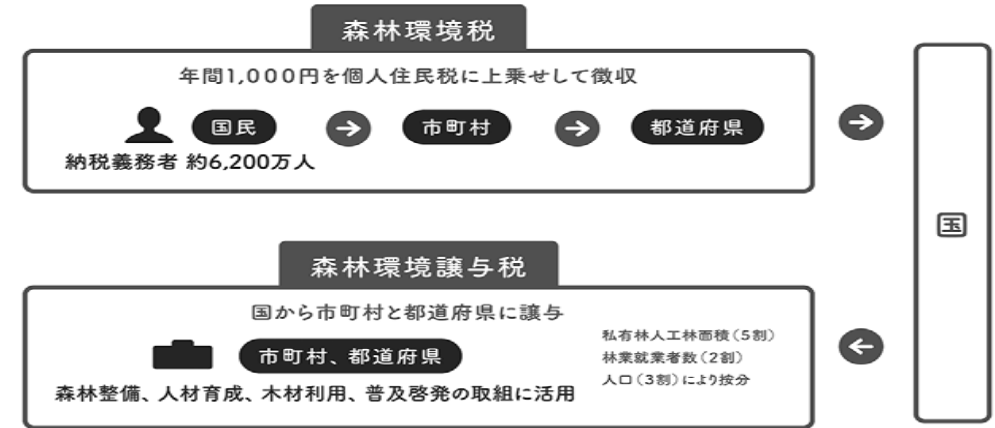 森林環境税
年間1,000円を個人住民税に上乗せして徴収
国民
市町村
都道府県
納税義務者 約6,200万人
国
森林環境譲与税
国から市町村と都道府県に譲与
市町村、都道府県
森林整備、人材育成、木材利用、普及啓発の取組に活用
私有林人工林面積（5割）
林業就業者数（2割）
人口（3割）により按分